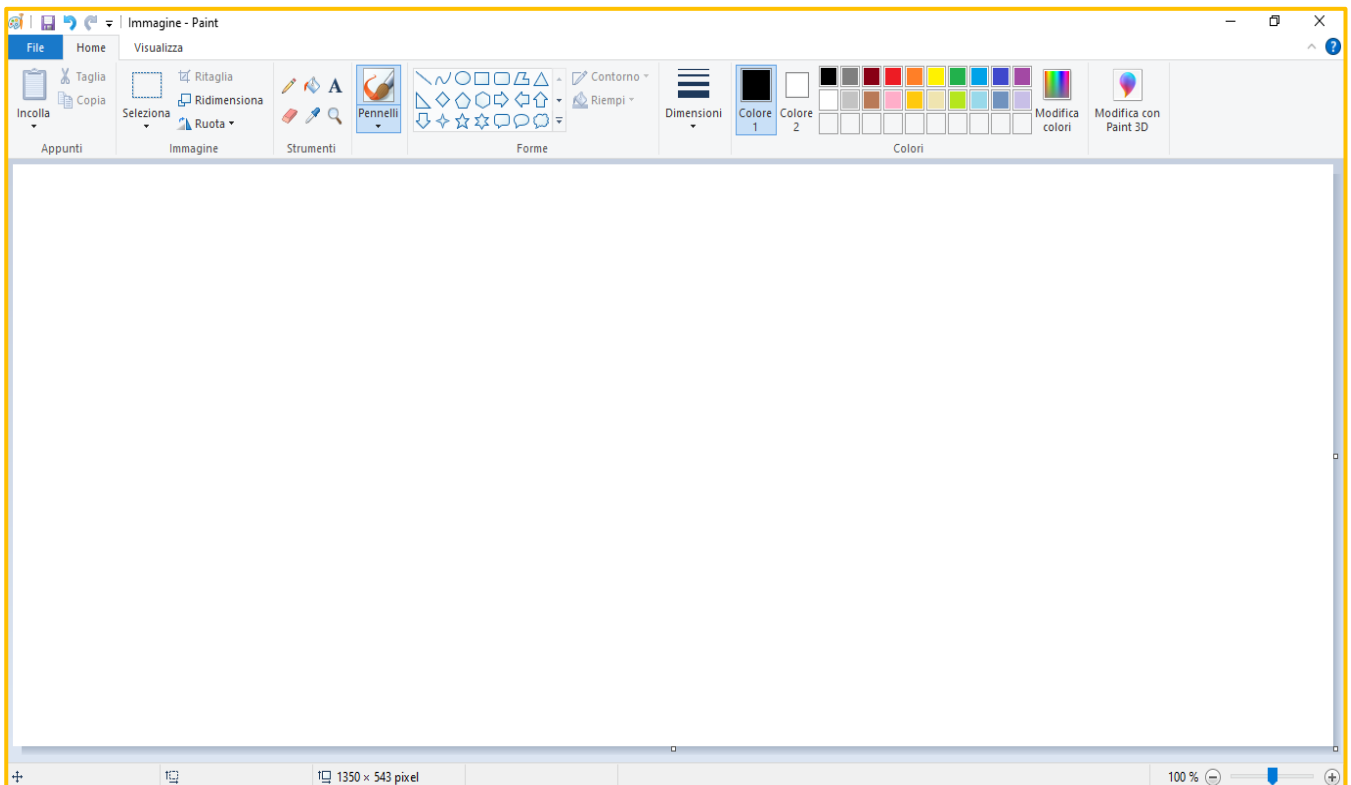 Immagine - Paint
File Home Visualizza
Incolla
Taglia
Copia
Appunti
Seleziona
Ritaglia
Ridimensiona
Ruota
Immagine
A
Strumenti
Pennelli
Contorno
Riempi
Forme
Dimensioni
Colore
1
Colore
2
Modifica
colori
Colori
Modifica con
Paint 3D
1350 × 543 pixel
100 %